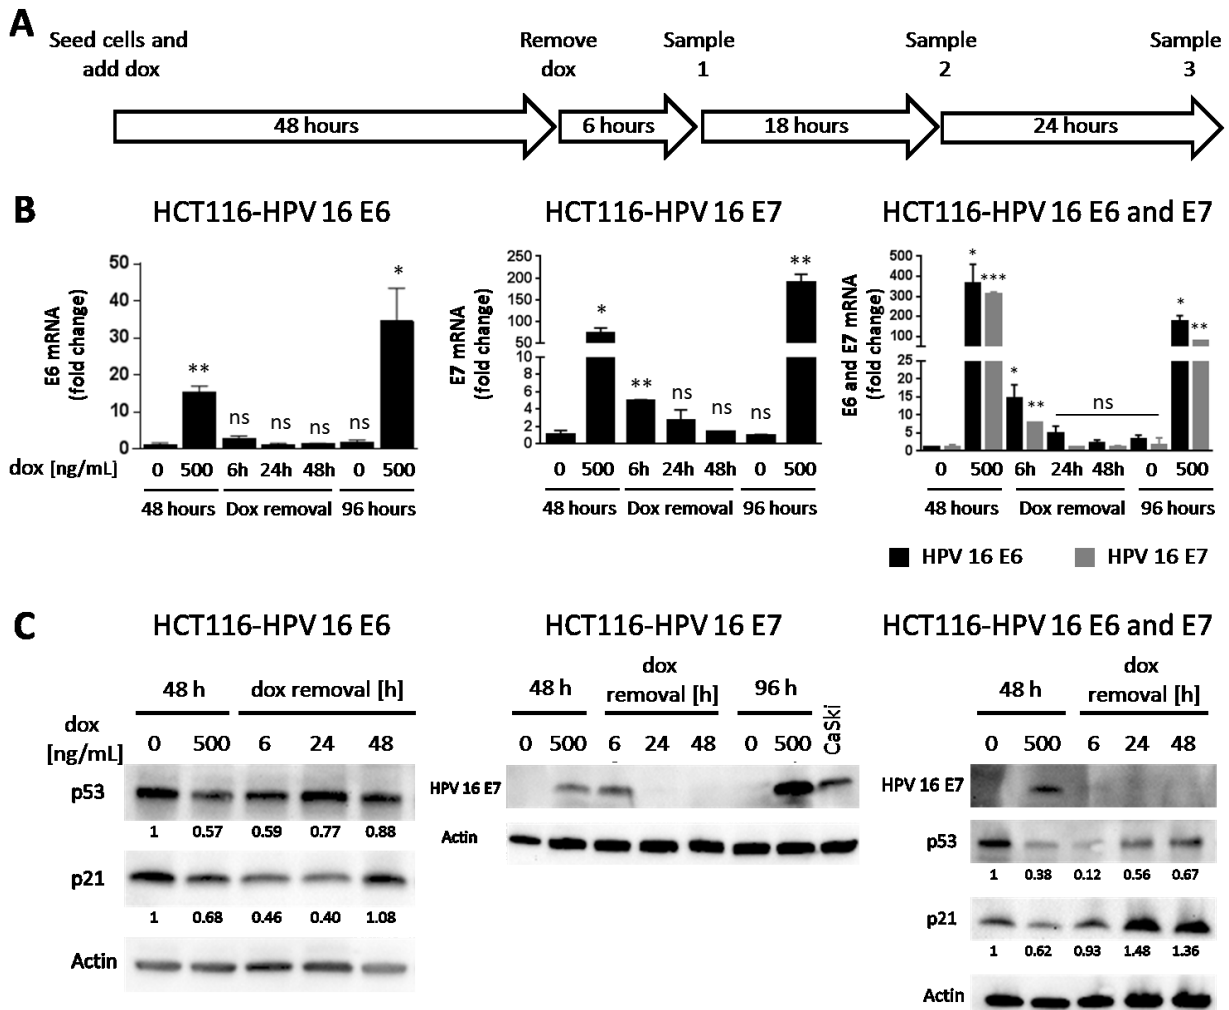 A
Seed cells and
add dox
Remove
dox
Sample
1
Sample
2
Sample
3
48 hours
6 hours
18 hours
24 hours
B
HCT116-HPV 16 E6
E6 mRNA
(fold change)
50
40
30
20
10
0
**
ns
ns
ns
ns
*
dox [ng/mL]
0
500
6h
24h
48h
0
500
48 hours
Dox removal
96 hours
HCT116-HPV 16 E7
E7 mRNA
(fold change)
250
200
150
100
50
10
8
6
4
2
0
*
**
ns
ns
ns
**
0
500
6h
24h
48h
0
500
48 hours
Dox removal
96 hours
HCT116-HPV 16 E6 and E7
E6 and E7 mRNA
(fold change)
500
400
300
200
100
25
20
15
10
5
0
*
***
*
**
ns
*
**
0
500
6h
24h
48h
0
500
48 hours
Dox removal
96 hours
HPV 16 E6
HPV 16 E7
C
HCT116-HPV 16 E6
48 h
dox removal [h]
dox
[ng/mL]
0
500
6
24
48
p53
1
0.57
0.59
0.77
0.88
p21
1
0.68
0.46
0.40
1.08
Actin
HCT116-HPV 16 E7
48 h
dox
removal [h]
96 h
0
500
6
24
48
0
500
CaSki
HPV 16 E7
Actin
HCT116-HPV 16 E6 and E7
48 h
dox
removal [h]
0
500
6
24
48
HPV 16 E7
p53
1
0.38
0.12
0.56
0.67
p21
1
0.62
0.93
1.48
1.36
Actin